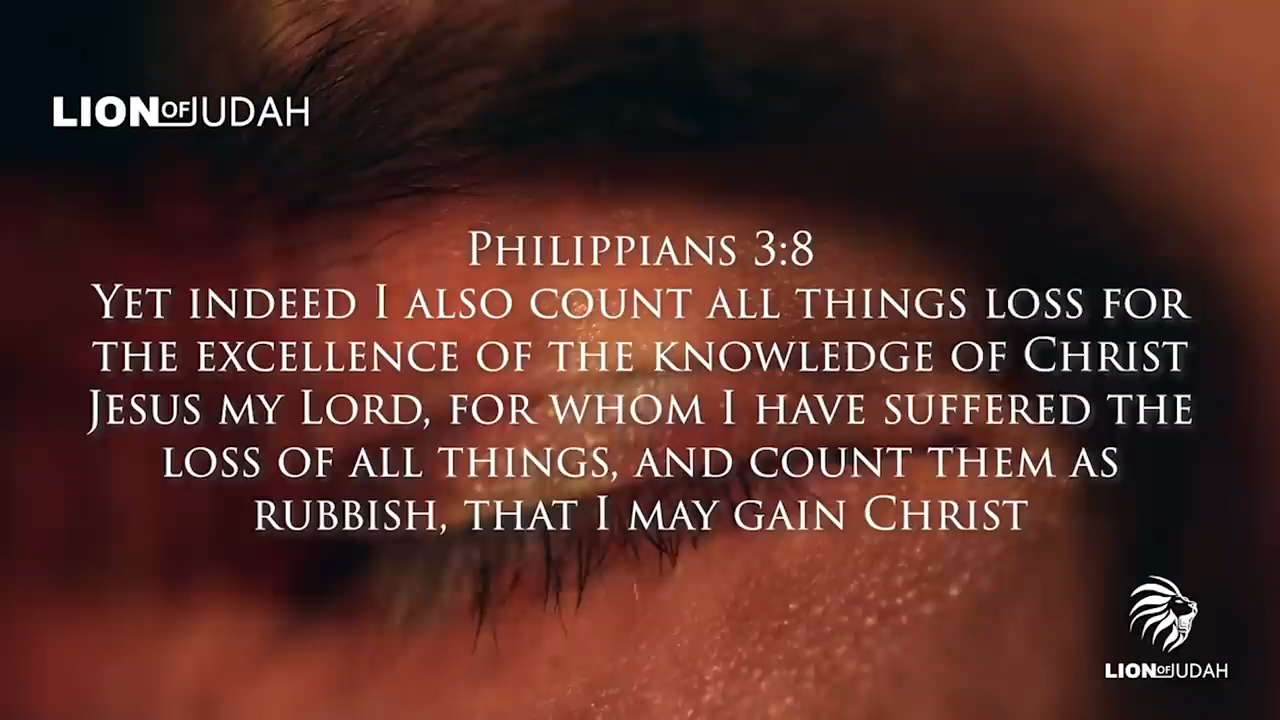 LION OF JUDAH
PHILIPPIANS 3:8
YET INDEED I ALSO COUNT ALL THINGS LOSS FOR
THE EXCELLENCE OF THE KNOWLEDGE OF CHRIST
JESUS MY LORD, FOR WHOM I HAVE SUFFERED THE
LOSS OF ALL THINGS, AND COUNT THEM AS
RUBBISH, THAT I MAY GAIN CHRIST
LION OF JUDAH